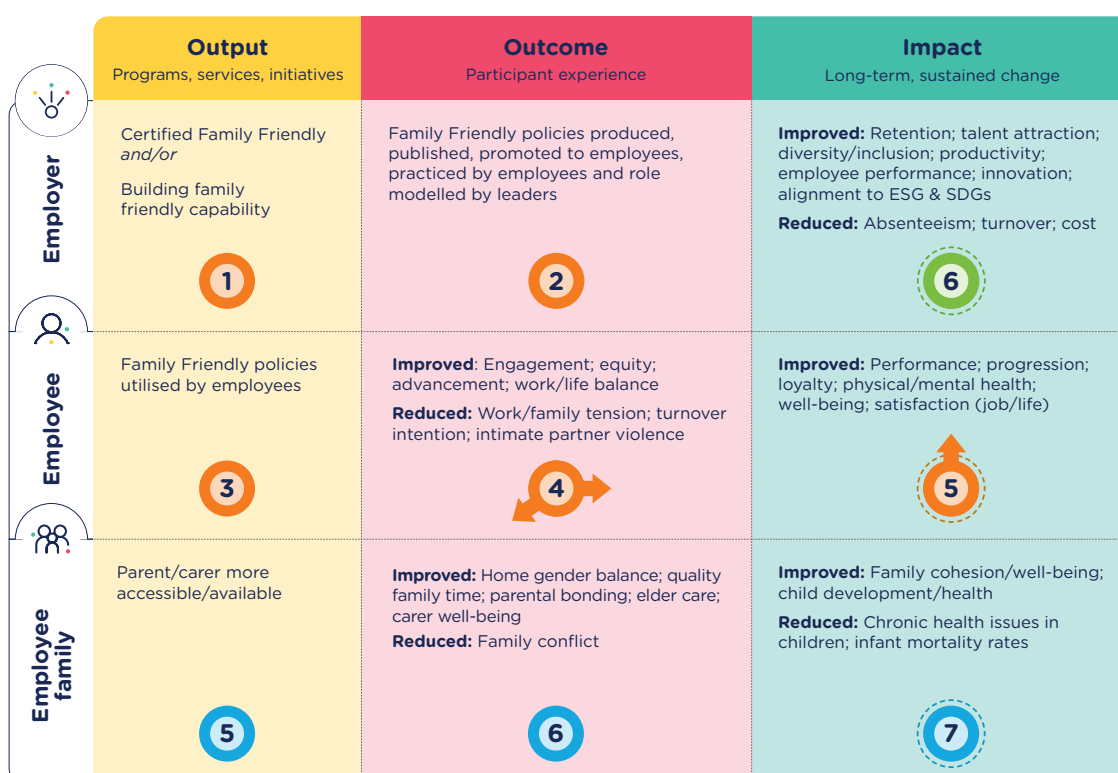 Output
Programs, services, initiatives
Outcome
Participant experience
Impact
Long-term, sustained change
Employer
Certified Family Friendly
and/or
Building family
friendly capability
1
Family Friendly policies produced,
published, promoted to employees,
practiced by employees and role
modelled by leaders
2
Improved: Retention; talent attraction;
diversity/inclusion; productivity;
employee performance; innovation;
alignment to ESG & SDGs
Reduced: Absenteeism; turnover; cost
6
Employee
Family Friendly policies
utilised by employees
3
Improved: Engagement; equity;
advancement; work/life balance
Reduced: Work/family tension; turnover
intention; intimate partner violence
4
Improved: Performance; progression;
loyalty; physical/mental health;
well-being; satisfaction (job/life)
5
Employee
family
Parent/carer more
accessible/available
5
Improved: Home gender balance; quality
family time; parental bonding; elder care;
carer well-being
Reduced: Family conflict
6
Improved: Family cohesion/well-being;
child development/health
Reduced: Chronic health issues in
children; infant mortality rates
7